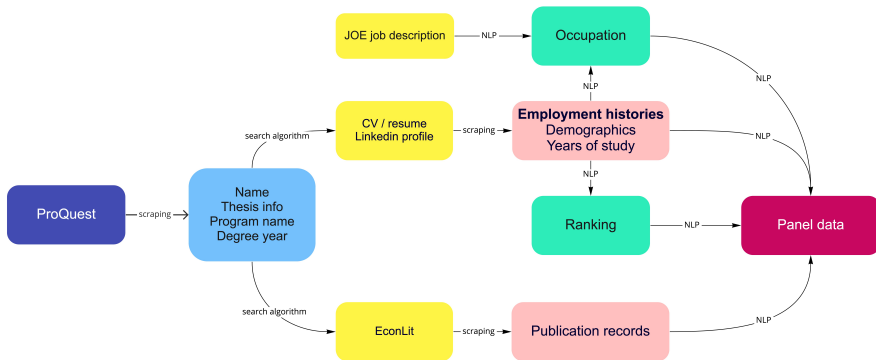 JOE job description
NLP
Occupation
NLP
NLP
CV / resume
Linkedin profile
search algorithm
scraping
Employment histories
Demographics
Years of study
NLP
NLP
ProQuest
scraping
Name
Thesis info
Program name
Degree year
Ranking
NLP
Panel data
search algorithm
EconLit
scraping
Publication records
NLP